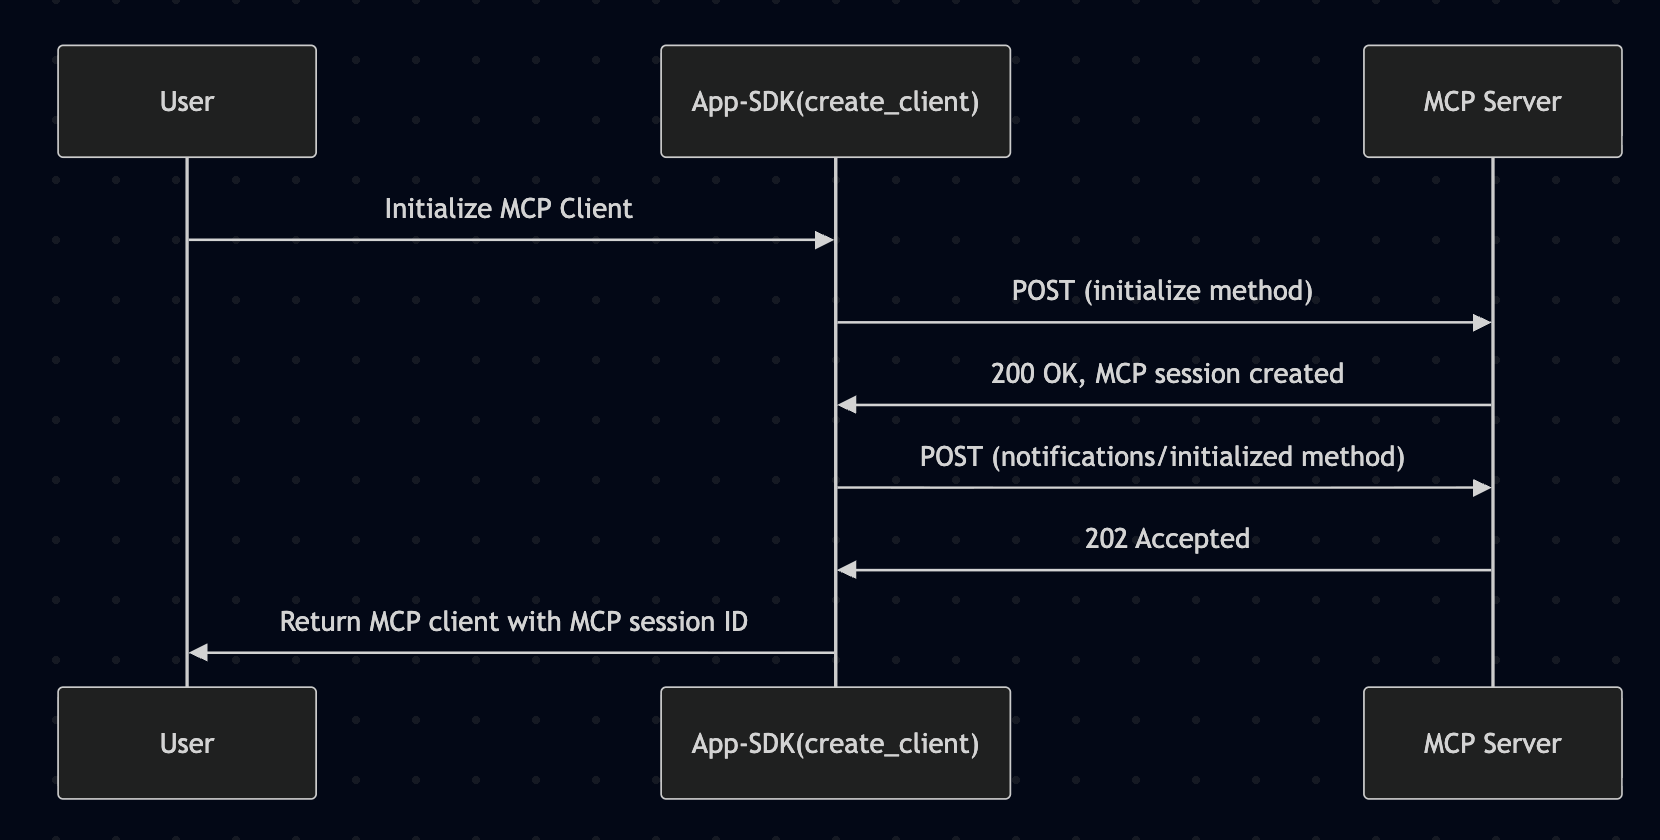 User
App-SDK(create_client)
MCP Server
Initialize MCP Client
POST (initialize method)
200 OK, MCP session created
POST (notifications/initialized method)
202 Accepted
Return MCP client with MCP session ID
User
App-SDK(create_client)
MCP Server